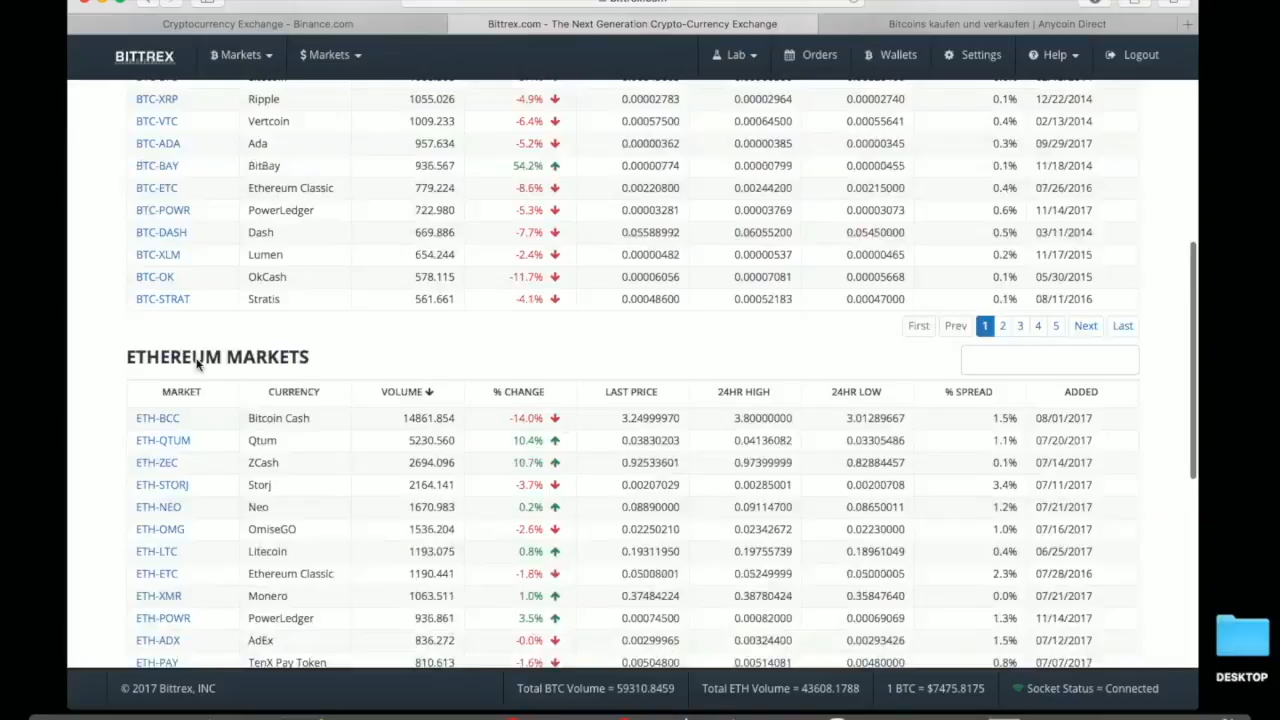 Cryptocurrency Exchange - Binance.com Bittrex.com - The Next Generation Crypto-Currency Exchange Bitcoins kaufen und verkaufen | Anycoin Direct +
BITTREX Ƀ Markets $ Markets Lab Orders Ƀ Wallets Settings Help Logout
BTC-XRP Ripple 1055.026 -4.9% 0.00002783 0.00002964 0.00002740 0.1% 12/22/2014
BTC-VTC Vertcoin 1009.233 -6.4% 0.00057500 0.00064500 0.00055641 0.4% 02/13/2014
BTC-ADA Ada 957.634 -5.2% 0.00000362 0.00000385 0.00000345 0.3% 09/29/2017
BTC-BAY BitBay 936.567 54.2% 0.00000774 0.00000799 0.00000455 0.1% 11/18/2014
BTC-ETC Ethereum Classic 779.224 -8.6% 0.00220800 0.00244200 0.00215000 0.4% 07/26/2016
BTC-POWR PowerLedger 722.980 -5.3% 0.00003281 0.00003769 0.00003073 0.6% 11/14/2017
BTC-DASH Dash 669.886 -7.7% 0.05588992 0.06055200 0.05450000 0.5% 03/11/2014
BTC-XLM Lumen 654.244 -2.4% 0.00000482 0.00000537 0.00000465 0.2% 11/17/2015
BTC-OK OkCash 578.115 -11.7% 0.00006056 0.00007081 0.00005668 0.1% 05/30/2015
BTC-STRAT Stratis 561.661 -4.1% 0.00048600 0.00052183 0.00047000 0.1% 08/11/2016
First Prev 1 2 3 4 5 Next Last
ETHEREUM MARKETS
MARKET CURRENCY VOLUME % CHANGE LAST PRICE 24HR HIGH 24HR LOW % SPREAD ADDED
ETH-BCC Bitcoin Cash 14861.854 -14.0% 3.24999970 3.80000000 3.01289667 1.5% 08/01/2017
ETH-QTUM Qtum 5230.560 10.4% 0.03830203 0.04136082 0.03305486 1.1% 07/20/2017
ETH-ZEC ZCash 2694.096 10.7% 0.92533601 0.97399999 0.82884457 0.1% 07/14/2017
ETH-STORJ Storj 2164.141 -3.7% 0.00207029 0.00285001 0.00200708 3.4% 07/11/2017
ETH-NEO Neo 1670.983 0.2% 0.08890000 0.09114700 0.08650011 1.2% 07/21/2017
ETH-OMG OmiseGO 1536.204 -2.6% 0.02250210 0.02342672 0.02230000 1.0% 07/16/2017
ETH-LTC Litecoin 1193.075 0.8% 0.19311950 0.19755739 0.18961049 0.4% 06/25/2017
ETH-ETC Ethereum Classic 1190.441 -1.8% 0.05008001 0.05249999 0.05000005 2.3% 07/28/2016
ETH-XMR Monero 1063.511 1.0% 0.37484224 0.38780424 0.35847640 0.0% 07/21/2017
ETH-POWR PowerLedger 936.861 3.5% 0.00074500 0.00082000 0.00069069 1.3% 11/14/2017
ETH-ADX AdEx 836.272 -0.0% 0.00299965 0.00324400 0.00293426 1.5% 07/12/2017
ETH-PAY TenX Pay Token 810.613 -1.6% 0.00504800 0.00514081 0.00480000 0.8% 07/07/2017
© 2017 Bittrex, INC Total BTC Volume = 59310.8459 Total ETH Volume = 43608.1788 1 BTC = $7475.8175 Socket Status = Connected
DESKTOP